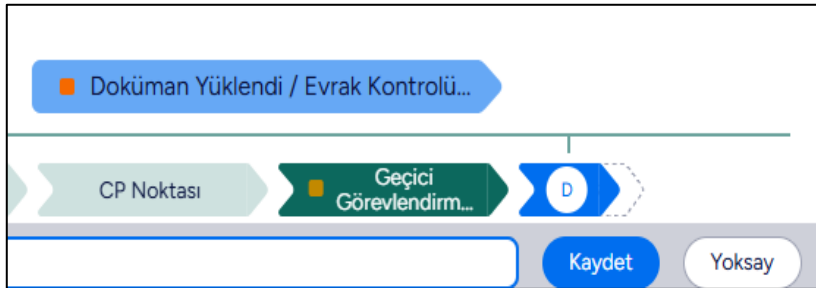 Doküman Yüklendi / Evrak Kontrolü...
CP Noktası
Geçici
Görevlendirm...
D
Kaydet
Yoksay